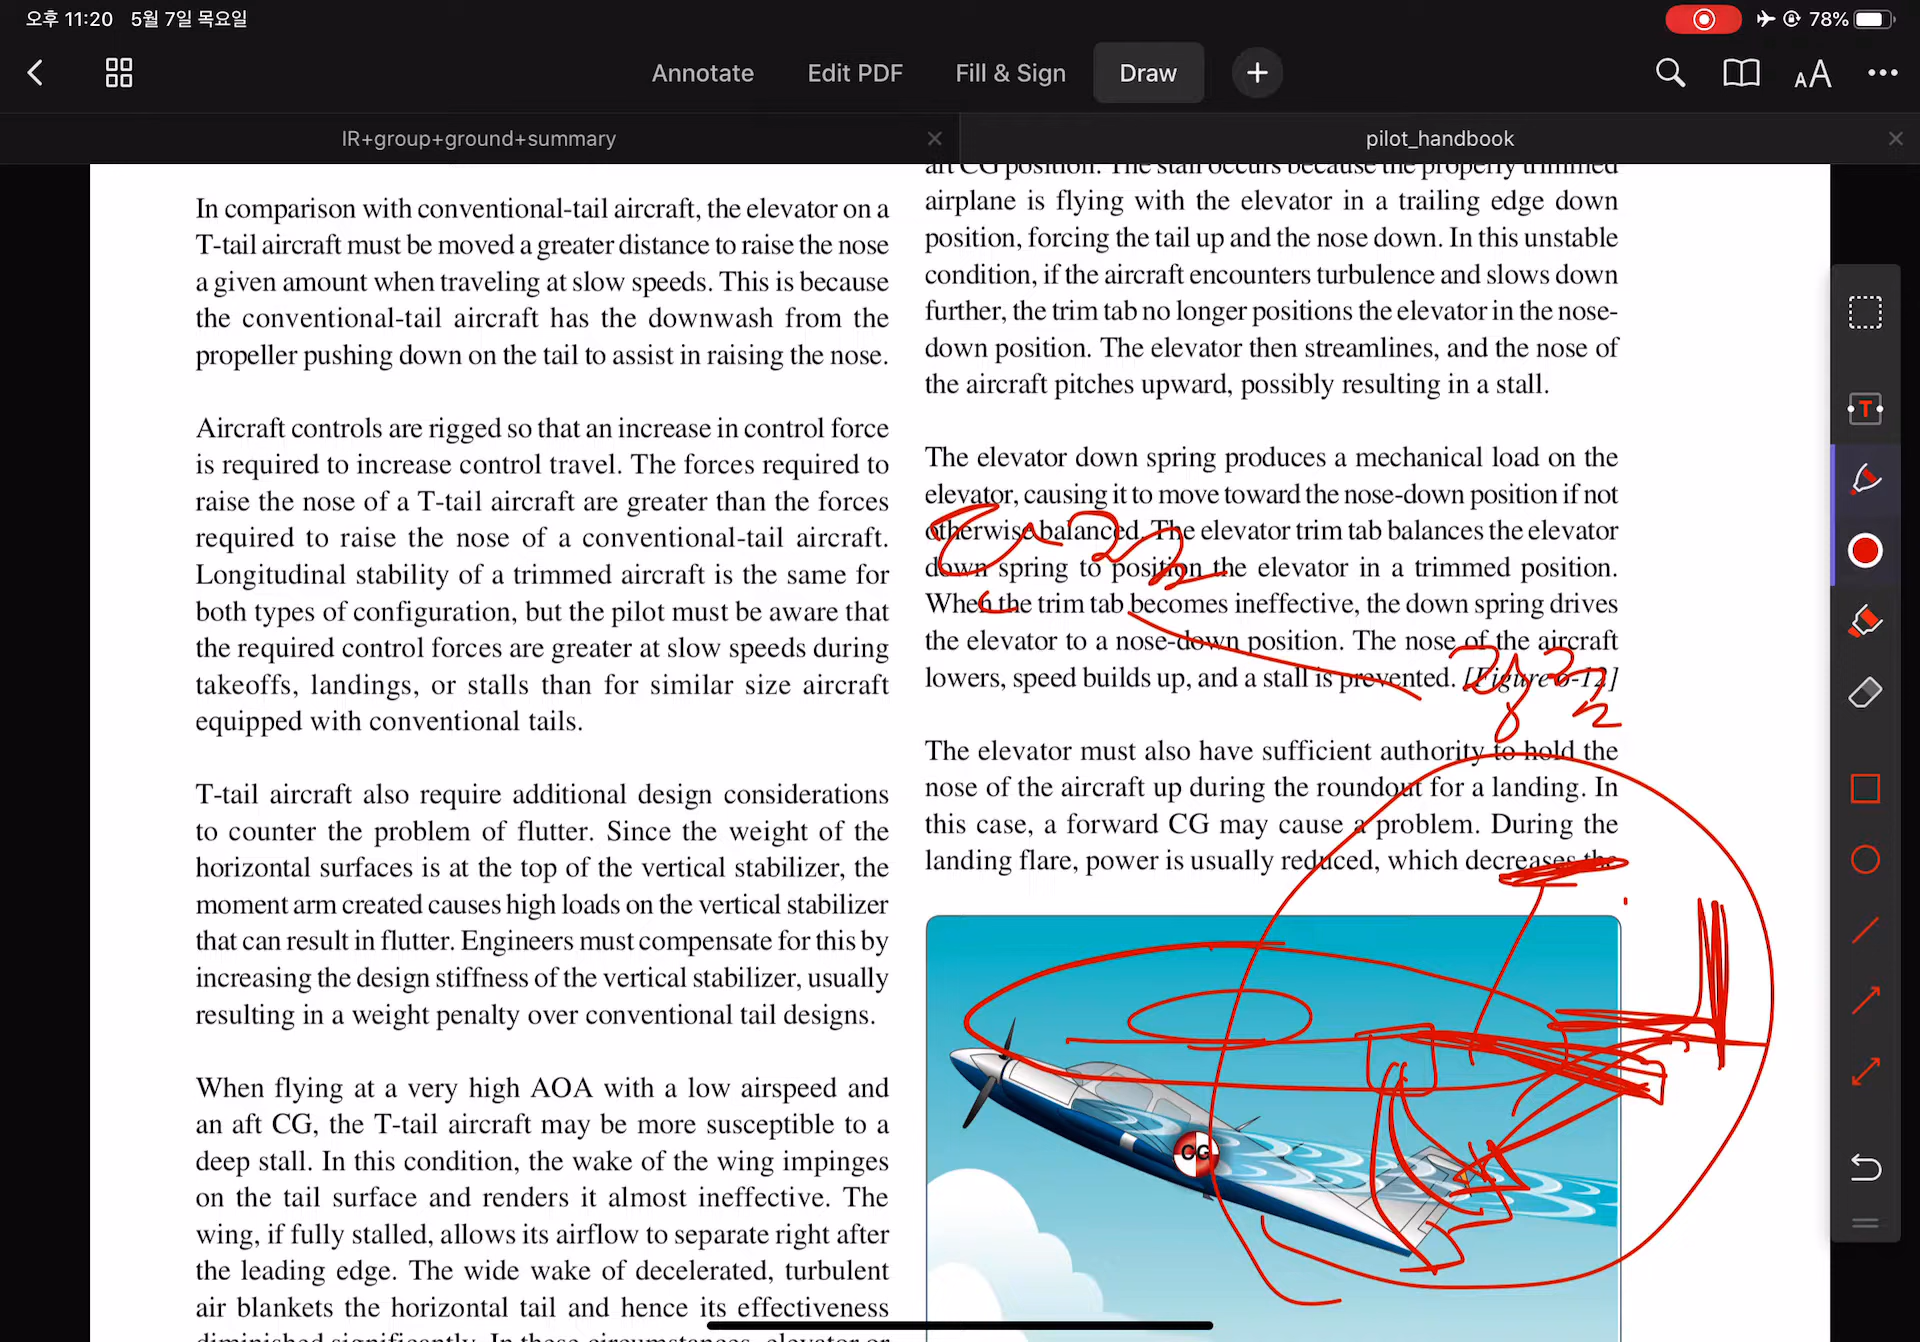 오후 11:20 5월 7일 목요일
78%
Annotate Edit PDF Fill & Sign Draw
AA
IR+group+ground+summary
pilot_handbook
In comparison with conventional-tail aircraft, the elevator on a
T-tail aircraft must be moved a greater distance to raise the nose
a given amount when traveling at slow speeds. This is because
the conventional-tail aircraft has the downwash from the
propeller pushing down on the tail to assist in raising the nose.
Aircraft controls are rigged so that an increase in control force
is required to increase control travel. The forces required to
raise the nose of a T-tail aircraft are greater than the forces
required to raise the nose of a conventional-tail aircraft.
Longitudinal stability of a trimmed aircraft is the same for
both types of configuration, but the pilot must be aware that
the required control forces are greater at slow speeds during
takeoffs, landings, or stalls than for similar size aircraft
equipped with conventional tails.
T-tail aircraft also require additional design considerations
to counter the problem of flutter. Since the weight of the
horizontal surfaces is at the top of the vertical stabilizer, the
moment arm created causes high loads on the vertical stabilizer
that can result in flutter. Engineers must compensate for this by
increasing the design stiffness of the vertical stabilizer, usually
resulting in a weight penalty over conventional tail designs.
When flying at a very high AOA with a low airspeed and
an aft CG, the T-tail aircraft may be more susceptible to a
deep stall. In this condition, the wake of the wing impinges
on the tail surface and renders it almost ineffective. The
wing, if fully stalled, allows its airflow to separate right after
the leading edge. The wide wake of decelerated, turbulent
air blankets the horizontal tail and hence its effectiveness
diminished significantly. In these circumstances, elevator or
aft CG position. The stall occurs because the properly trimmed
airplane is flying with the elevator in a trailing edge down
position, forcing the tail up and the nose down. In this unstable
condition, if the aircraft encounters turbulence and slows down
further, the trim tab no longer positions the elevator in the nose-
down position. The elevator then streamlines, and the nose of
the aircraft pitches upward, possibly resulting in a stall.
The elevator down spring produces a mechanical load on the
elevator, causing it to move toward the nose-down position if not
otherwise balanced. The elevator trim tab balances the elevator
down spring to position the elevator in a trimmed position.
When the trim tab becomes ineffective, the down spring drives
the elevator to a nose-down position. The nose of the aircraft
lowers, speed builds up, and a stall is prevented. [Figure 6-12]
The elevator must also have sufficient authority to hold the
nose of the aircraft up during the roundout for a landing. In
this case, a forward CG may cause a problem. During the
landing flare, power is usually reduced, which decreases the
CG
T